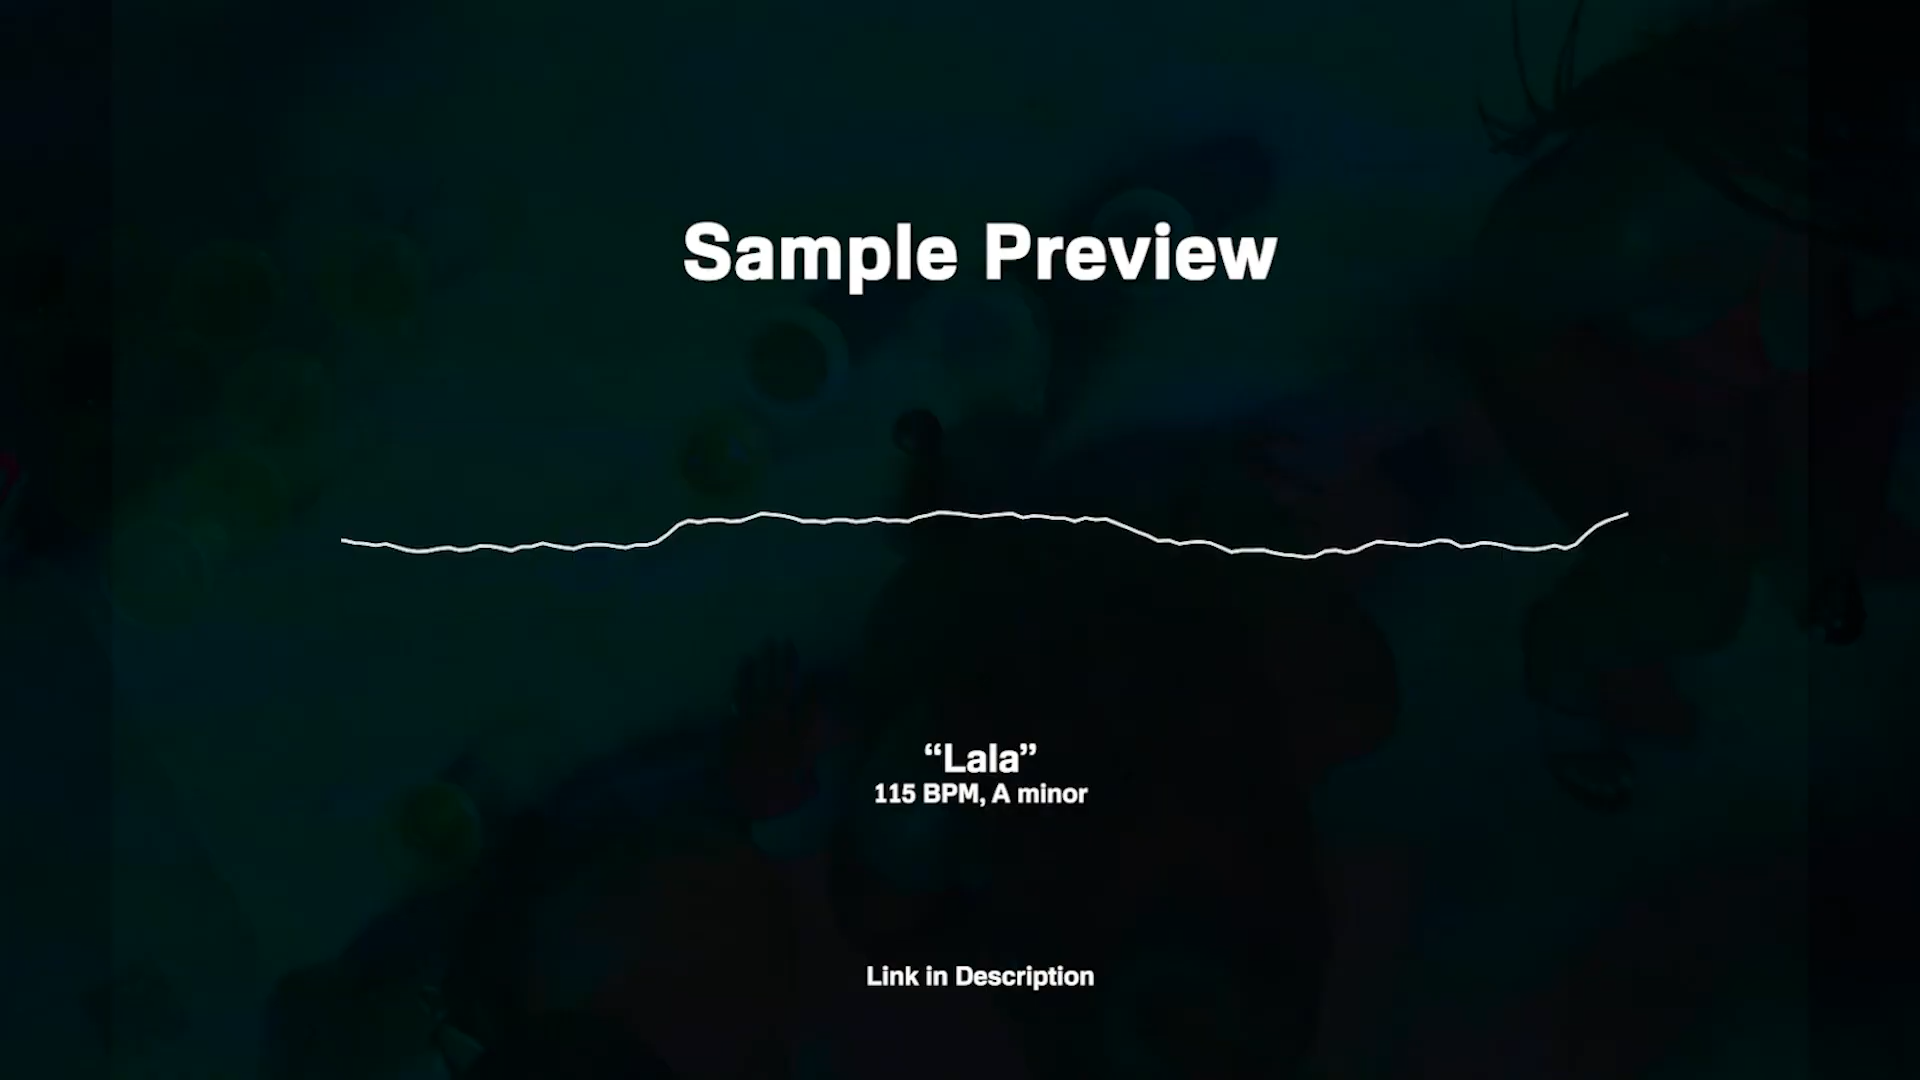 Sample Preview
“Lala”
115 BPM, A minor
Link in Description